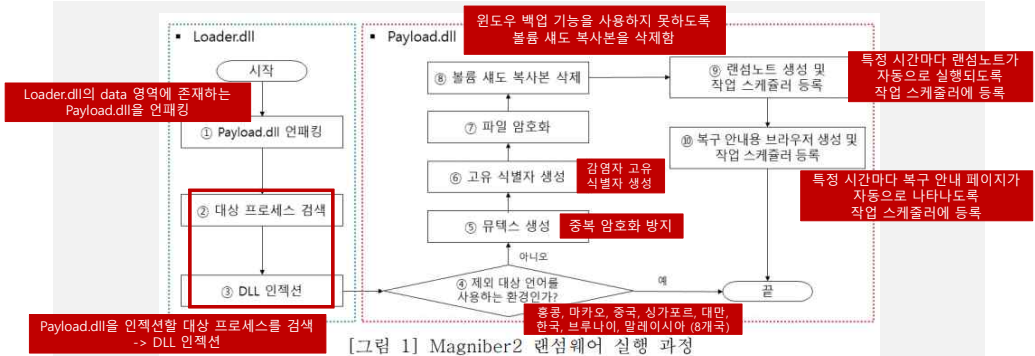 윈도우 백업 기능을 사용하지 못하도록
볼륨 섀도 복사본을 삭제함
▪ Loader.dll
▪ Payload.dll
시작
Loader.dll의 data 영역에 존재하는
Payload.dll을 언패킹
① Payload.dll 언패킹
② 대상 프로세스 검색
③ DLL 인젝션
Payload.dll을 인젝션할 대상 프로세스를 검색
-> DLL 인젝션
④ 제외 대상 언어를
사용하는 환경인가?
아니오
예
홍콩, 마카오, 중국, 싱가포르, 대만,
한국, 브루나이, 말레이시아 (8개국)
⑤ 뮤텍스 생성
중복 암호화 방지
⑥ 고유 식별자 생성
감염자 고유
식별자 생성
⑦ 파일 암호화
⑧ 볼륨 섀도 복사본 삭제
⑨ 랜섬노트 생성 및
작업 스케쥴러 등록
특정 시간마다 랜섬노트가
자동으로 실행되도록
작업 스케줄러에 등록
⑩ 복구 안내용 브라우저 생성 및
작업 스케쥴러 등록
특정 시간마다 복구 안내 페이지가
자동으로 나타나도록
작업 스케줄러에 등록
끝
[그림 1] Magniber2 랜섬웨어 실행 과정